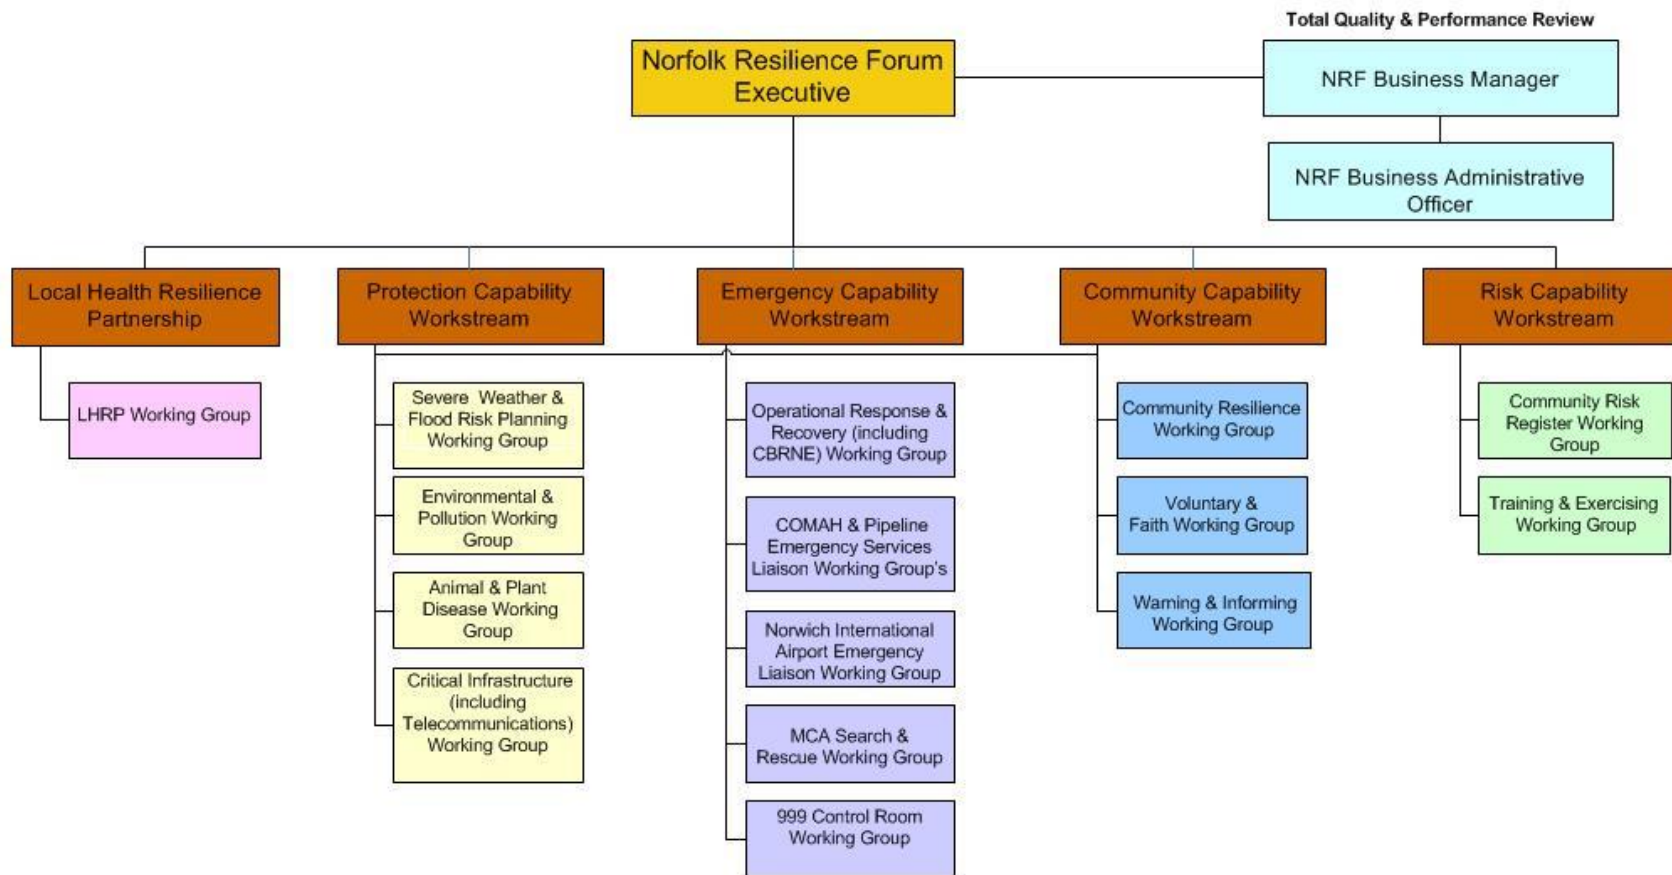 Total Quality & Performance Review
Norfolk Resilience Forum
Executive
NRF Business Manager
NRF Business Administrative
Officer
Local Health Resilience
Partnership
Protection Capability
Workstream
Emergency Capability
Workstream
Community Capability
Workstream
Risk Capability
Workstream
LHRP Working Group
Severe Weather &
Flood Risk Planning
Working Group
Environmental &
Pollution Working
Group
Animal & Plant
Disease Working
Group
Critical Infrastructure
(including
Telecommunications)
Working Group
Operational Response &
Recovery (including
CBRNE) Working Group
COMAH & Pipeline
Emergency Services
Liaison Working Group's
Norwich International
Airport Emergency
Liaison Working Group
MCA Search &
Rescue Working Group
999 Control Room
Working Group
Community Resilience
Working Group
Voluntary &
Faith Working Group
Warning & Informing
Working Group
Community Risk
Register Working
Group
Training & Exercising
Working Group